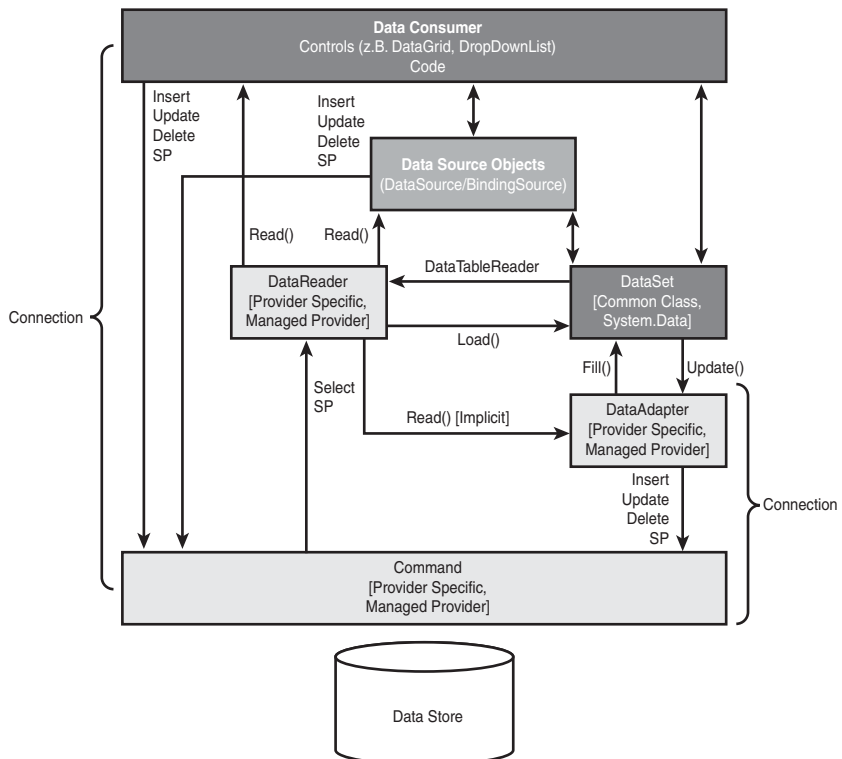 Data Consumer
Controls (z.B. DataGrid, DropDownList)
Code
Insert
Update
Delete
SP
Insert
Update
Delete
SP
Data Source Objects
(DataSource/BindingSource)
Read()
Read()
DataTableReader
DataReader
[Provider Specific,
Managed Provider]
DataSet
[Common Class,
System.Data]
Connection
Load()
Fill()
Update()
Select
SP
Read() [Implicit]
DataAdapter
[Provider Specific,
Managed Provider]
Insert
Update
Delete
SP
Connection
Command
[Provider Specific,
Managed Provider]
Data Store